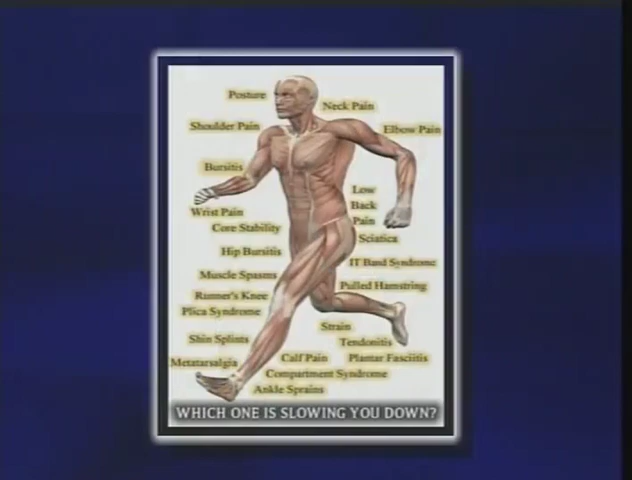 Posture
Neck Pain
Shoulder Pain
Elbow Pain
Bursitis
Low
Back
Pain
Wrist Pain
Core Stability
Sciatica
Hip Bursitis
IT Band Syndrome
Muscle Spasms
Pulled Hamstring
Runner's Knee
Plica Syndrome
Strain
Shin Splints
Tendonitis
Metatarsalgia
Calf Pain
Plantar Fasciitis
Compartment Syndrome
Ankle Sprains
WHICH ONE IS SLOWING YOU DOWN?